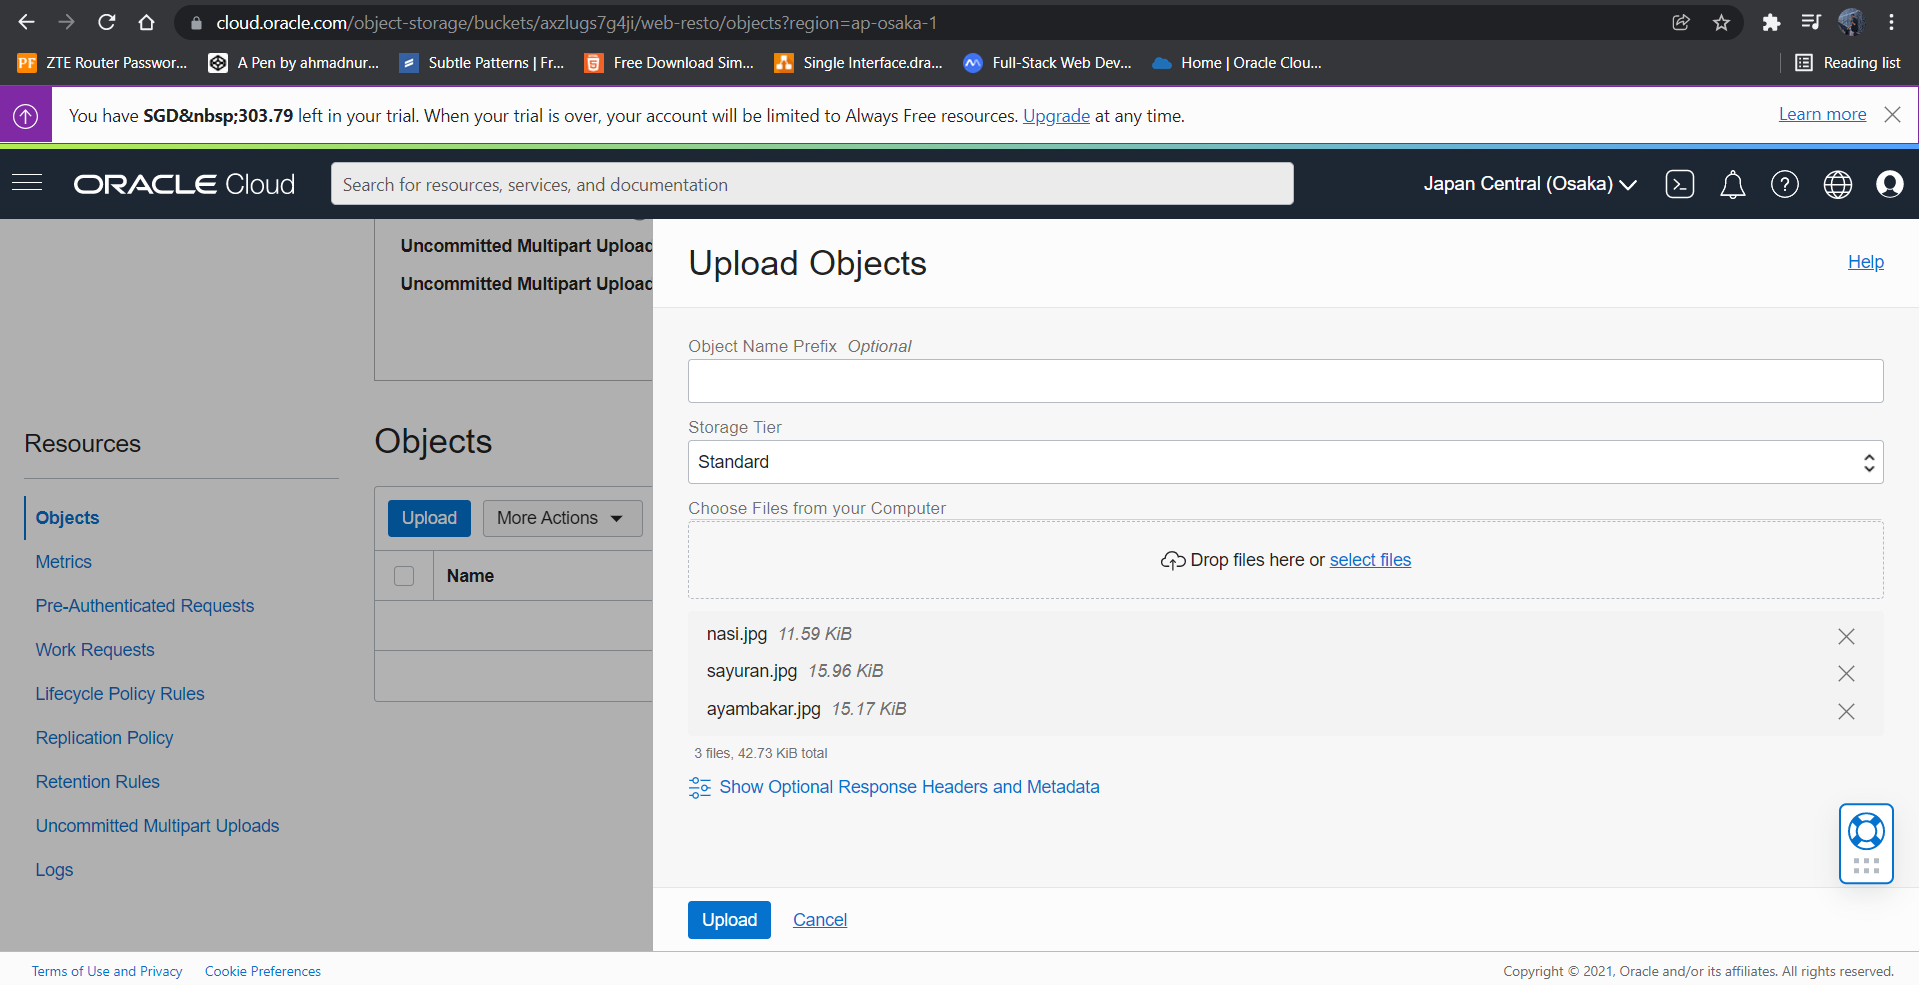 cloud.oracle.com/object-storage/buckets/axzlugs7g4ji/web-resto/objects?region=ap-osaka-1
PF ZTE Router Passwor... A Pen by ahmadnur... Subtle Patterns | Fr... Free Download Sim... Single Interface.dra... Full-Stack Web Dev... Home | Oracle Clou... Reading list
You have SGD&nbsp;303.79 left in your trial. When your trial is over, your account will be limited to Always Free resources. Upgrade at any time. Learn more
ORACLE Cloud Search for resources, services, and documentation Japan Central (Osaka)
Uncommitted Multipart Upload
Uncommitted Multipart Upload
Resources
Objects
Metrics
Pre-Authenticated Requests
Work Requests
Lifecycle Policy Rules
Replication Policy
Retention Rules
Uncommitted Multipart Uploads
Logs
Objects
Upload More Actions
Name
Upload Objects Help
Object Name Prefix Optional
Storage Tier
Standard
Choose Files from your Computer
Drop files here or select files
nasi.jpg 11.59 KiB
sayuran.jpg 15.96 KiB
ayambakar.jpg 15.17 KiB
3 files, 42.73 KiB total
Show Optional Response Headers and Metadata
Upload Cancel
Terms of Use and Privacy Cookie Preferences Copyright © 2021, Oracle and/or its affiliates. All rights reserved.